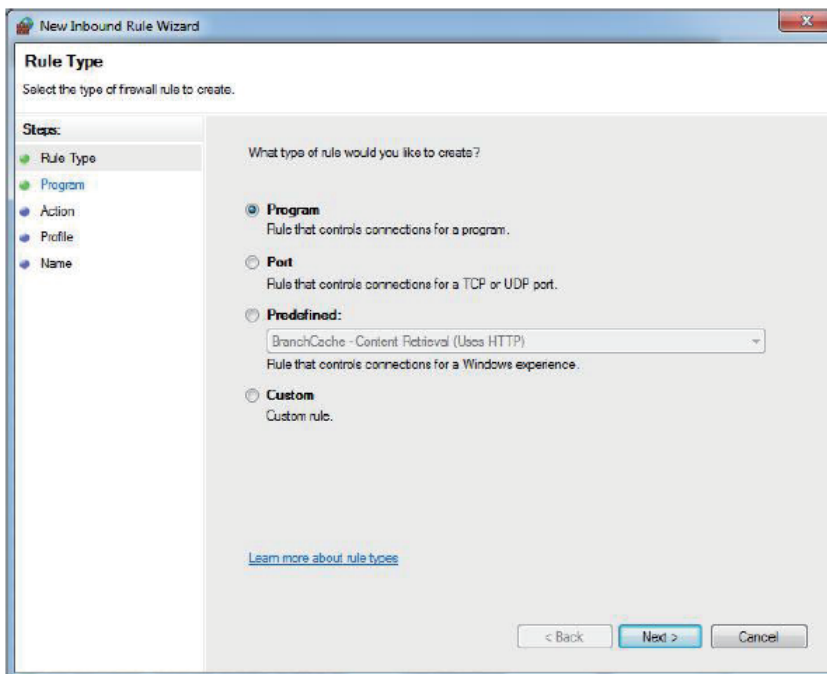 New Inbound Rule Wizard
Rule Type
Select the type of firewall rule to create.
Steps:
Rule Type
Program
Action
Profile
Name
What type of rule would you like to create?
Program
Rule that controls connections for a program.
Port
Rule that controls connections for a TCP or UDP port.
Predefined:
BranchCache - Content Retrieval (Uses HTTP)
Rule that controls connections for a Windows experience.
Custom
Custom rule.
Learn more about rule types
< Back Next > Cancel